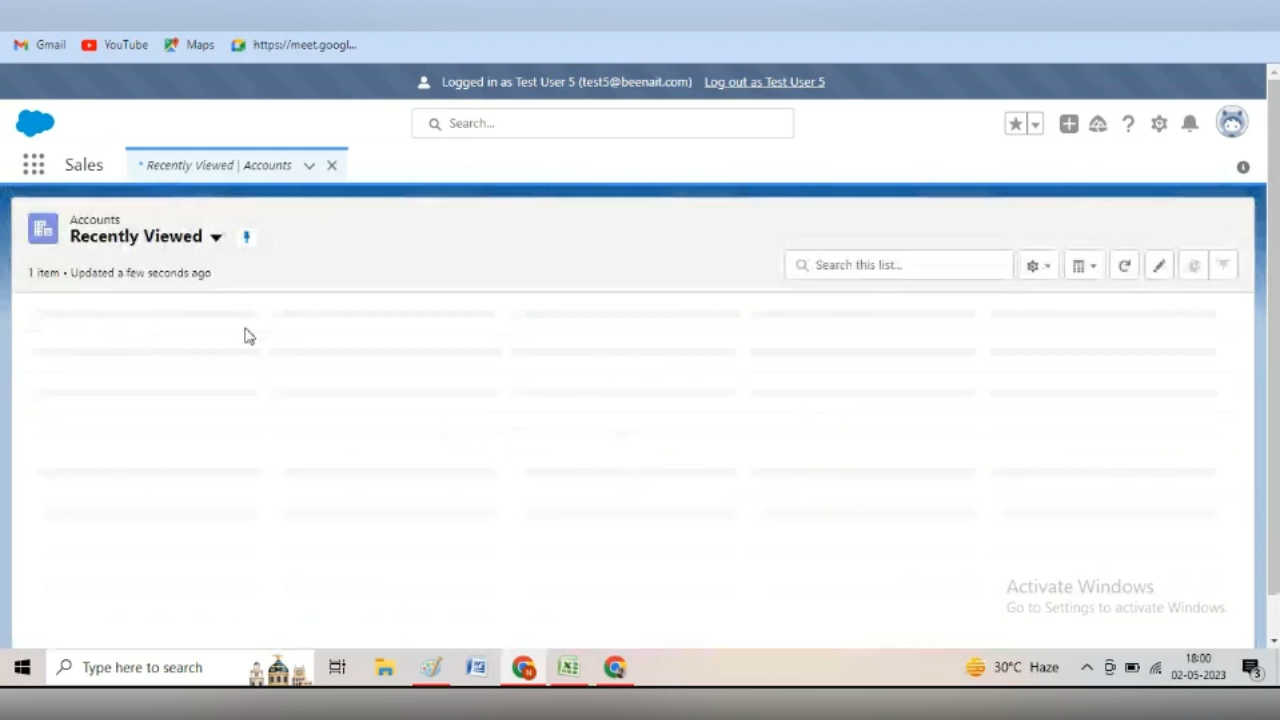 Gmail YouTube Maps https://meet.googl...
Logged in as Test User 5 (test5@beenait.com) Log out as Test User 5
Search...
Sales * Recently Viewed | Accounts
Accounts
Recently Viewed
1 item • Updated a few seconds ago
Search this list...
Activate Windows
Go to Settings to activate Windows.
Type here to search
30°C Haze
18:00
02-05-2023
3